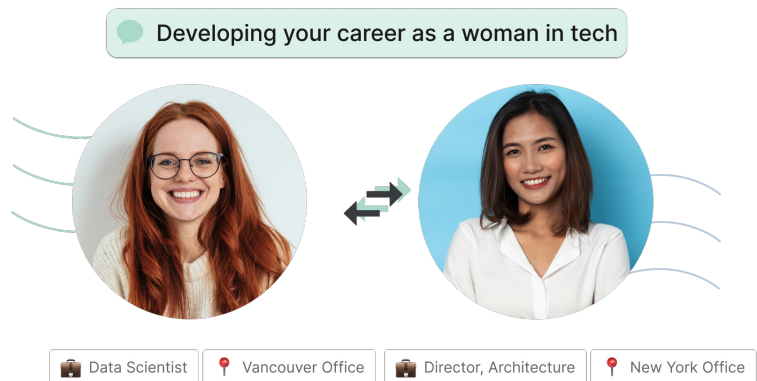 Developing your career as a woman in tech
Data Scientist
Vancouver Office
Director, Architecture
New York Office